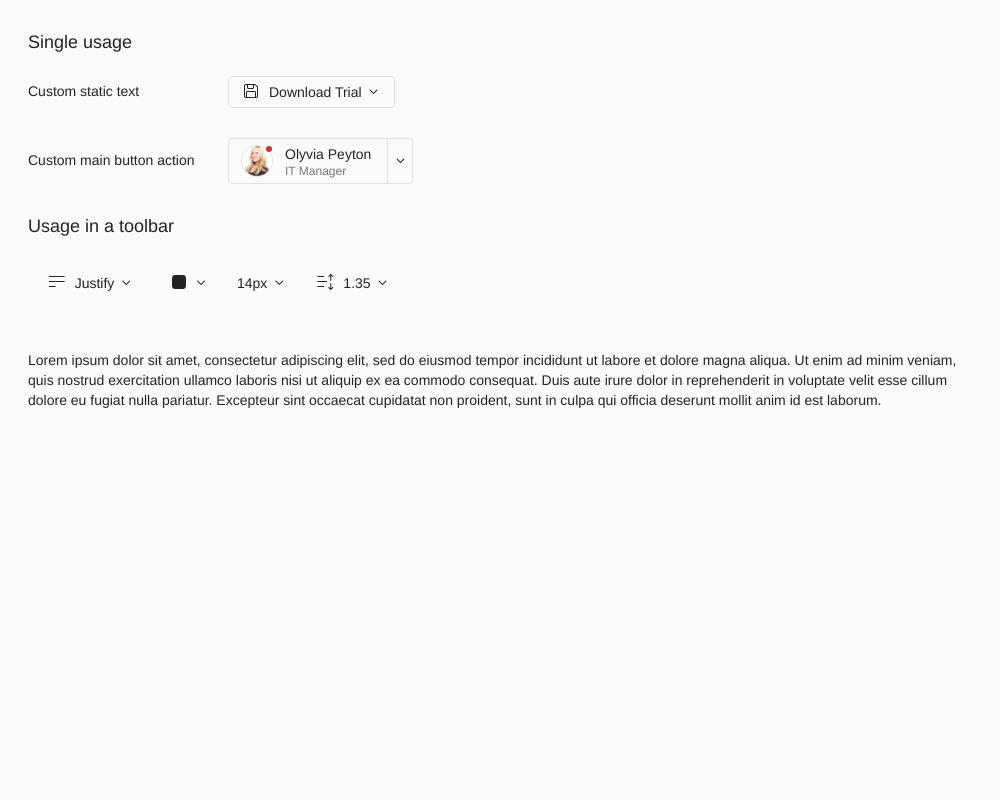 Single usage
Custom static text
Download Trial
Custom main button action
Olyvia Peyton
IT Manager
Usage in a toolbar
Justify
14px
1.35
Lorem ipsum dolor sit amet, consectetur adipiscing elit, sed do eiusmod tempor incididunt ut labore et dolore magna aliqua. Ut enim ad minim veniam,
quis nostrud exercitation ullamco laboris nisi ut aliquip ex ea commodo consequat. Duis aute irure dolor in reprehenderit in voluptate velit esse cillum
dolore eu fugiat nulla pariatur. Excepteur sint occaecat cupidatat non proident, sunt in culpa qui officia deserunt mollit anim id est laborum.